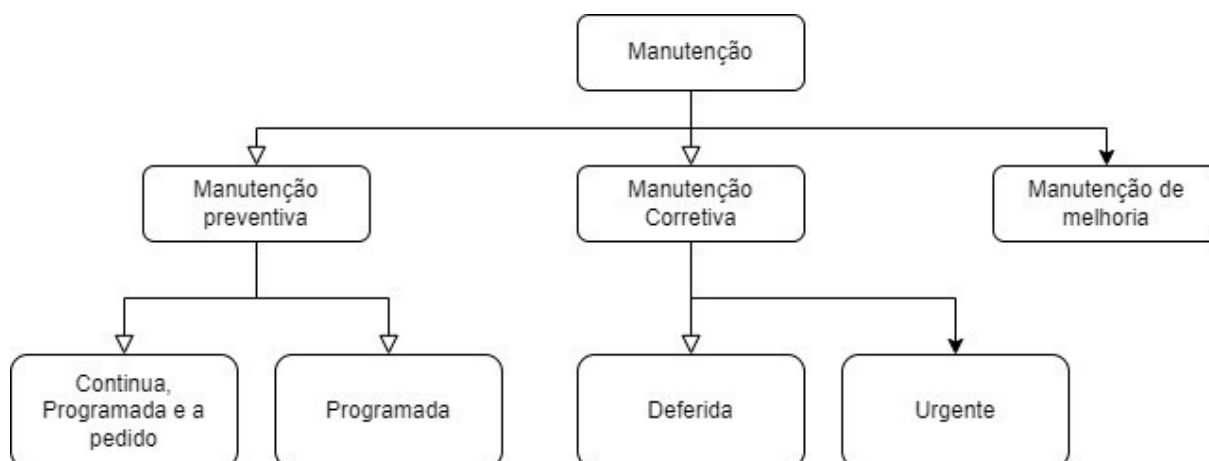 Manutenção
Manutenção
preventiva
Manutenção
Corretiva
Manutenção de
melhoria
Continua,
Programada e a
pedido
Programada
Deferida
Urgente